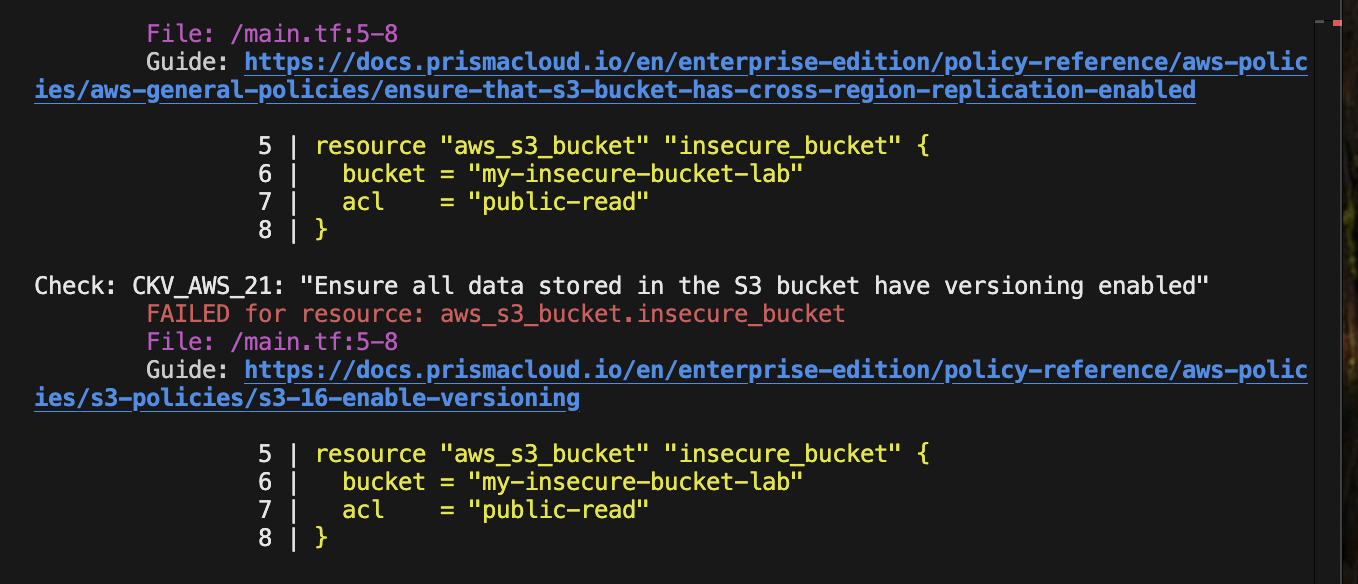 File: /main.tf:5-8
Guide: https://docs.prismacloud.io/en/enterprise-edition/policy-reference/aws-polic
ies/aws-general-policies/ensure-that-s3-bucket-has-cross-region-replication-enabled
5 | resource "aws_s3_bucket" "insecure_bucket" {
6 |   bucket = "my-insecure-bucket-lab"
7 |   acl    = "public-read"
8 | }
Check: CKV_AWS_21: "Ensure all data stored in the S3 bucket have versioning enabled"
FAILED for resource: aws_s3_bucket.insecure_bucket
File: /main.tf:5-8
Guide: https://docs.prismacloud.io/en/enterprise-edition/policy-reference/aws-polic
ies/s3-policies/s3-16-enable-versioning
5 | resource "aws_s3_bucket" "insecure_bucket" {
6 |   bucket = "my-insecure-bucket-lab"
7 |   acl    = "public-read"
8 | }